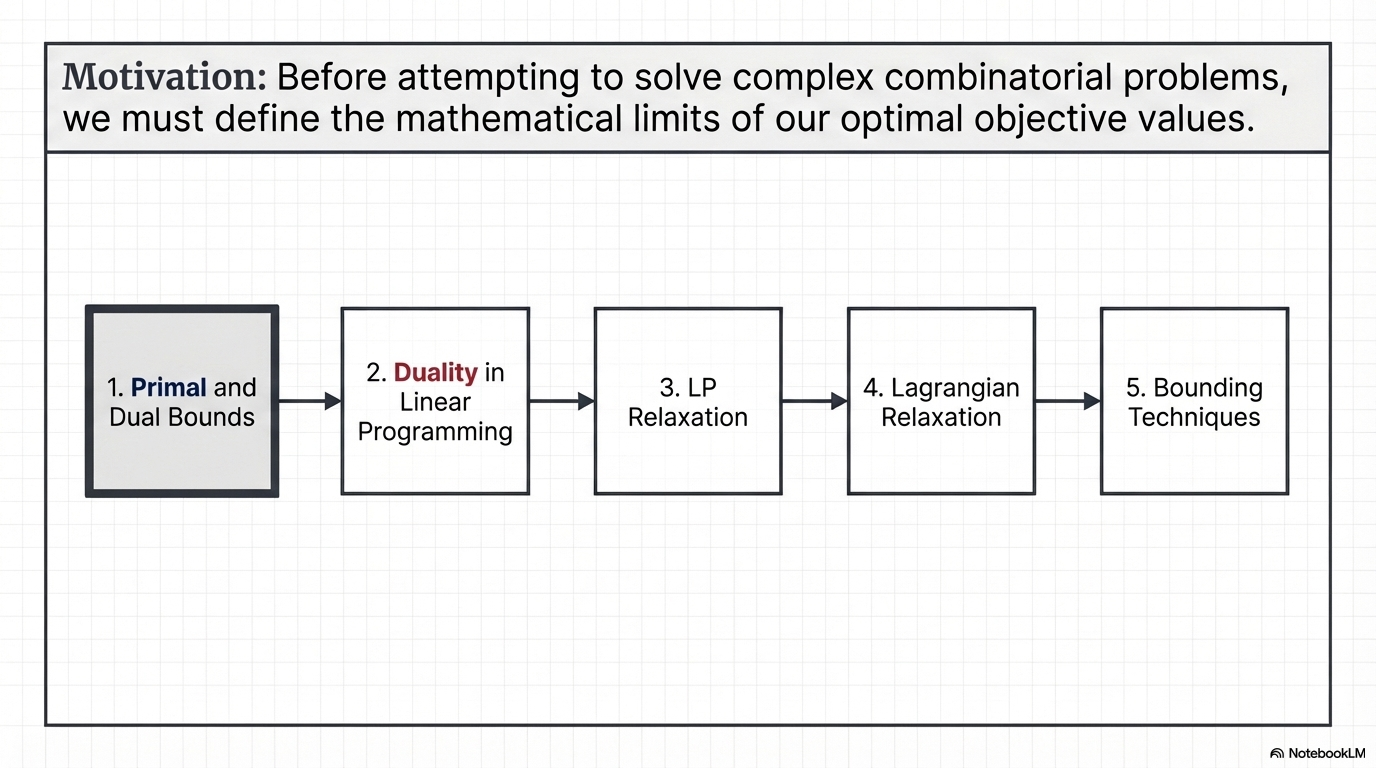 Motivation: Before attempting to solve complex combinatorial problems,
we must define the mathematical limits of our optimal objective values.
1. Primal and
Dual Bounds
2. Duality in
Linear
Programming
3. LP
Relaxation
4. Lagrangian
Relaxation
5. Bounding
Techniques
NotebookLM